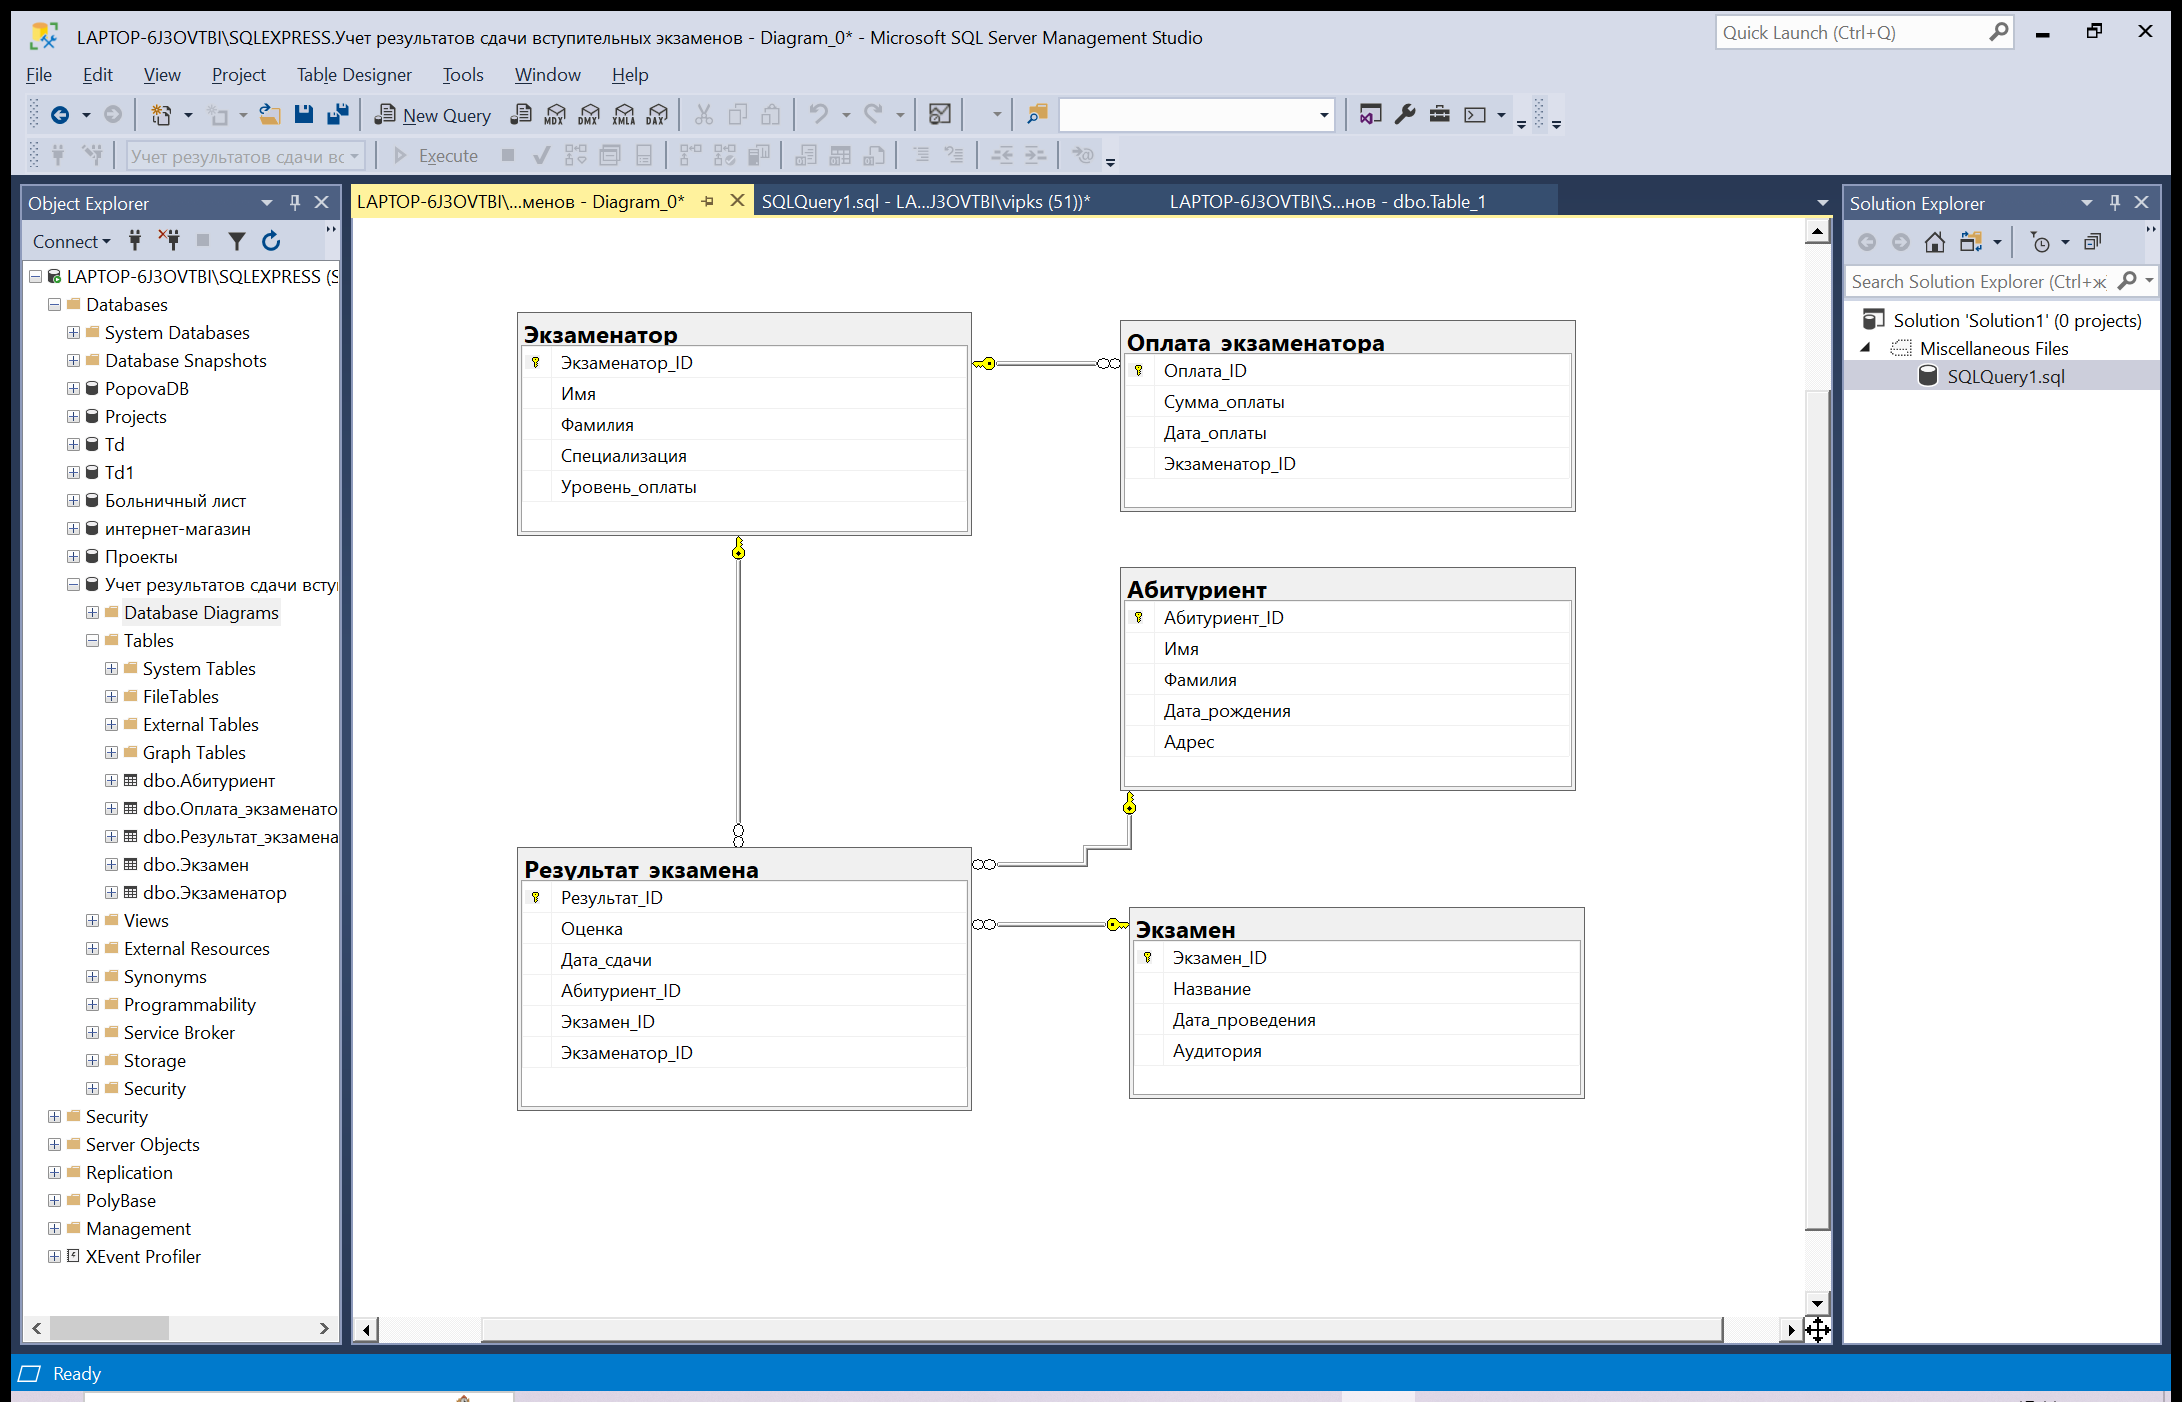 LAPTOP-6J3OVTBI\SQLEXPRESS.Учет результатов сдачи вступительных экзаменов - Diagram_0* - Microsoft SQL Server Management Studio
Quick Launch (Ctrl+Q)
File Edit View Project Table Designer Tools Window Help
New Query MDX DMX XMLA DAX
Учет результатов сдачи вс Execute
Object Explorer
Connect
LAPTOP-6J3OVTBI\SQLEXPRESS (S
Databases
System Databases
Database Snapshots
PopovaDB
Projects
Td
Td1
Больничный лист
интернет-магазин
Проекты
Учет результатов сдачи всту
Database Diagrams
Tables
System Tables
FileTables
External Tables
Graph Tables
dbo.Абитуриент
dbo.Оплата_экзаменато
dbo.Результат_экзамена
dbo.Экзамен
dbo.Экзаменатор
Views
External Resources
Synonyms
Programmability
Service Broker
Storage
Security
Security
Server Objects
Replication
PolyBase
Management
XEvent Profiler
LAPTOP-6J3OVTBI\...менов - Diagram_0* SQLQuery1.sql - LA...J3OVTBI\vipks (51))* LAPTOP-6J3OVTBI\S...нов - dbo.Table_1
Экзаменатор
Экзаменатор_ID
Имя
Фамилия
Специализация
Уровень_оплаты
Оплата_экзаменатора
Оплата_ID
Сумма_оплаты
Дата_оплаты
Экзаменатор_ID
Абитуриент
Абитуриент_ID
Имя
Фамилия
Дата_рождения
Адрес
Результат_экзамена
Результат_ID
Оценка
Дата_сдачи
Абитуриент_ID
Экзамен_ID
Экзаменатор_ID
Экзамен
Экзамен_ID
Название
Дата_проведения
Аудитория
Solution Explorer
Search Solution Explorer (Ctrl+ж
Solution 'Solution1' (0 projects)
Miscellaneous Files
SQLQuery1.sql
Ready